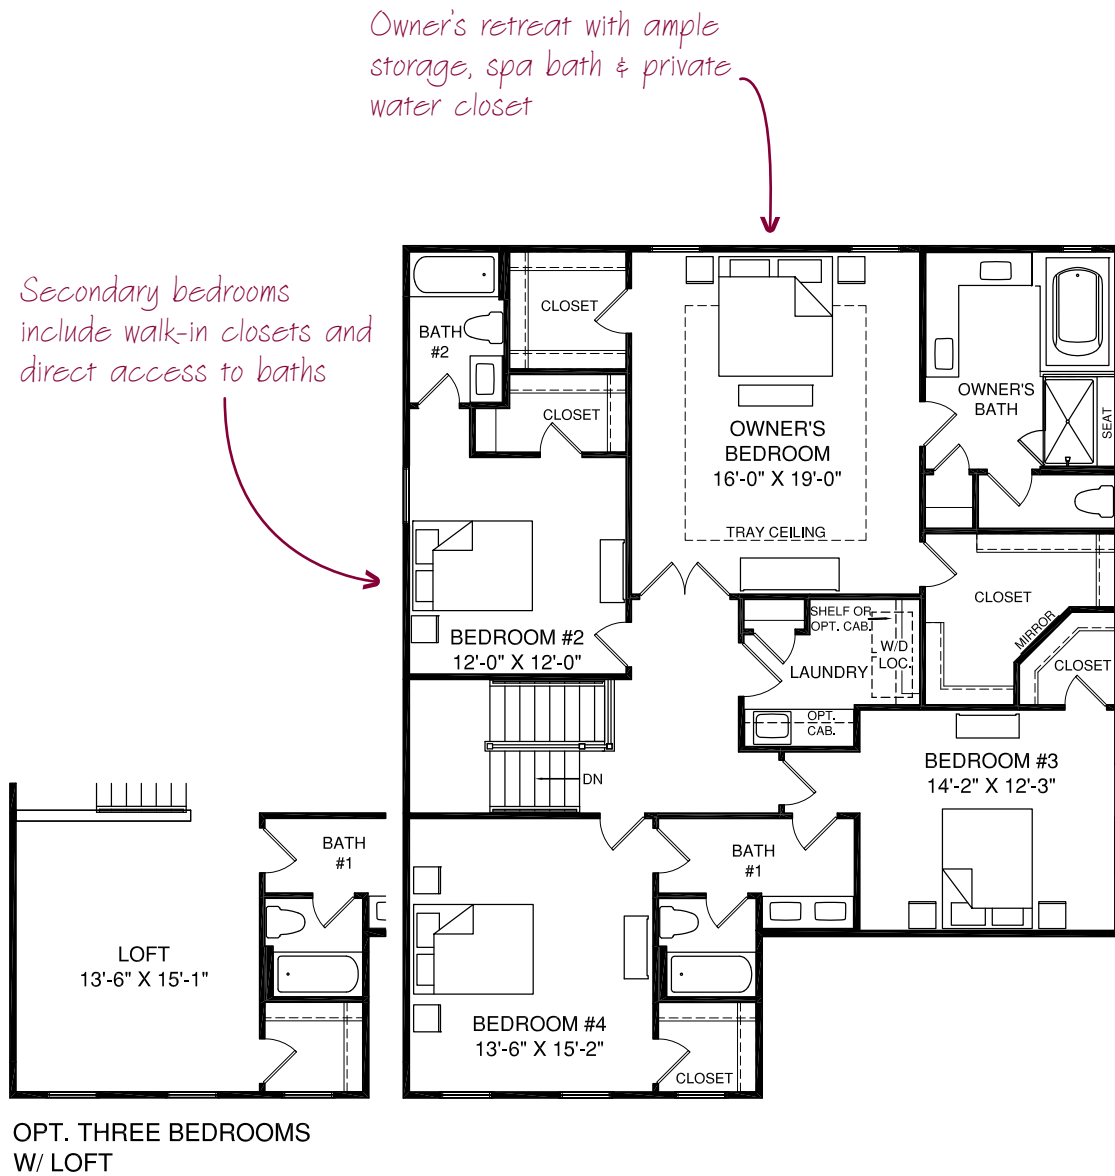 Owner's retreat with ample
storage, spa bath & private
water closet
Secondary bedrooms
include walk-in closets and
direct access to baths
BATH
#2
CLOSET
CLOSET
OWNER'S
BEDROOM
16'-0" X 19'-0"
TRAY CEILING
OWNER'S
BATH
SEAT
BEDROOM #2
12'-0" X 12'-0"
SHELF OR
OPT. CAB.
W/D
LOC.
LAUNDRY
OPT.
CAB.
CLOSET
MIRROR
CLOSET
DN
BEDROOM #3
14'-2" X 12'-3"
BATH
#1
BEDROOM #4
13'-6" X 15'-2"
CLOSET
BATH
#1
LOFT
13'-6" X 15'-1"
OPT. THREE BEDROOMS
W/ LOFT